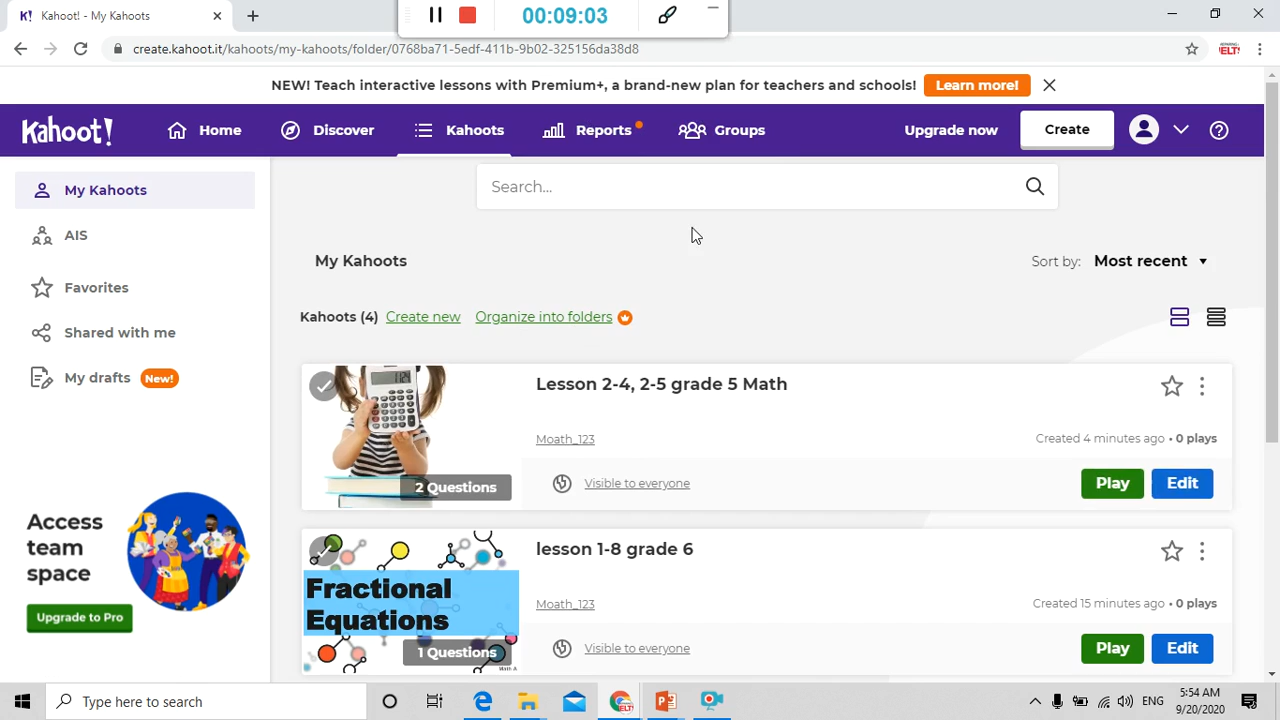 K! Kahoot! - My Kahoots
00:09:03
create.kahoot.it/kahoots/my-kahoots/folder/0768ba71-5edf-411b-9b02-325156da38d8
IELTS
NEW! Teach interactive lessons with Premium+, a brand-new plan for teachers and schools!
Learn more!
Kahoot!
Home
Discover
Kahoots
Reports
Groups
Upgrade now
Create
My Kahoots
AIS
Favorites
Shared with me
My drafts
New!
Access
team
space
Upgrade to Pro
Search...
My Kahoots
Sort by:
Most recent
Kahoots (4)
Create new
Organize into folders
2 Questions
Lesson 2-4, 2-5 grade 5 Math
Moath_123
Created 4 minutes ago • 0 plays
Visible to everyone
Play
Edit
Fractional
Equations
1 Questions
lesson 1-8 grade 6
Moath_123
Created 15 minutes ago • 0 plays
Visible to everyone
Play
Edit
Type here to search
ENG
5:54 AM
9/20/2020